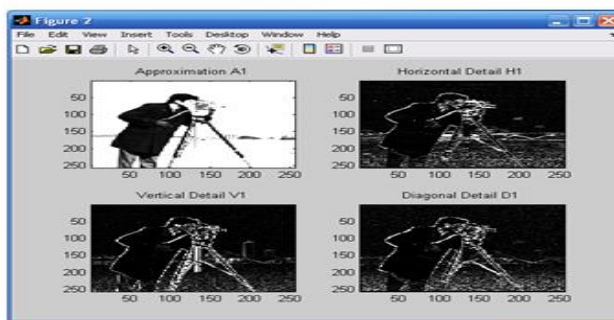 Figure 2
File Edit View Insert Tools Desktop Window Help
Approximation A1
Horizontal Detail H1
50
100
150
200
250
50 100 150 200 250
50
100
150
200
250
50 100 150 200 250
Vertical Detail V1
Diagonal Detail D1
50
100
150
200
250
50 100 150 200 250
50
100
150
200
250
50 100 150 200 250